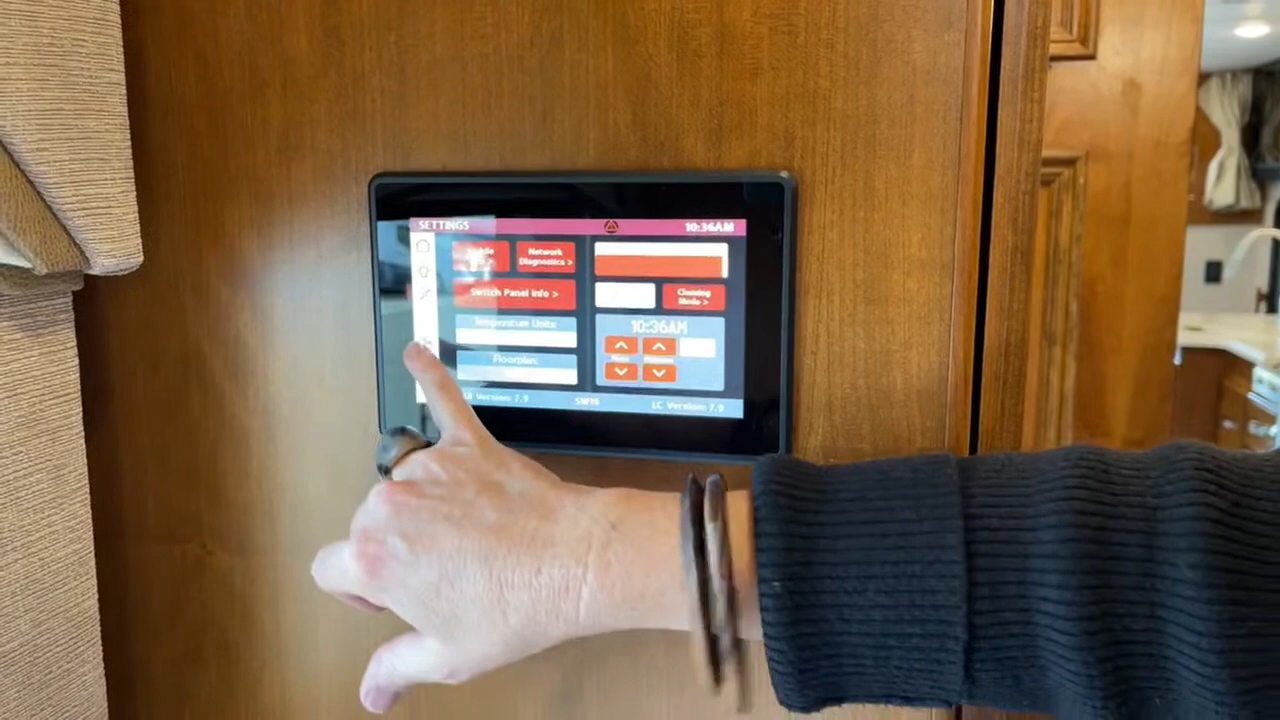 SETTINGS
10:36AM
Network
Diagnostics >
Switch Panel Info >
Cleaning
Mode >
Temperature Units
10:36AM
Floorplan
UI Version: 7.9
LC Version: 7.9